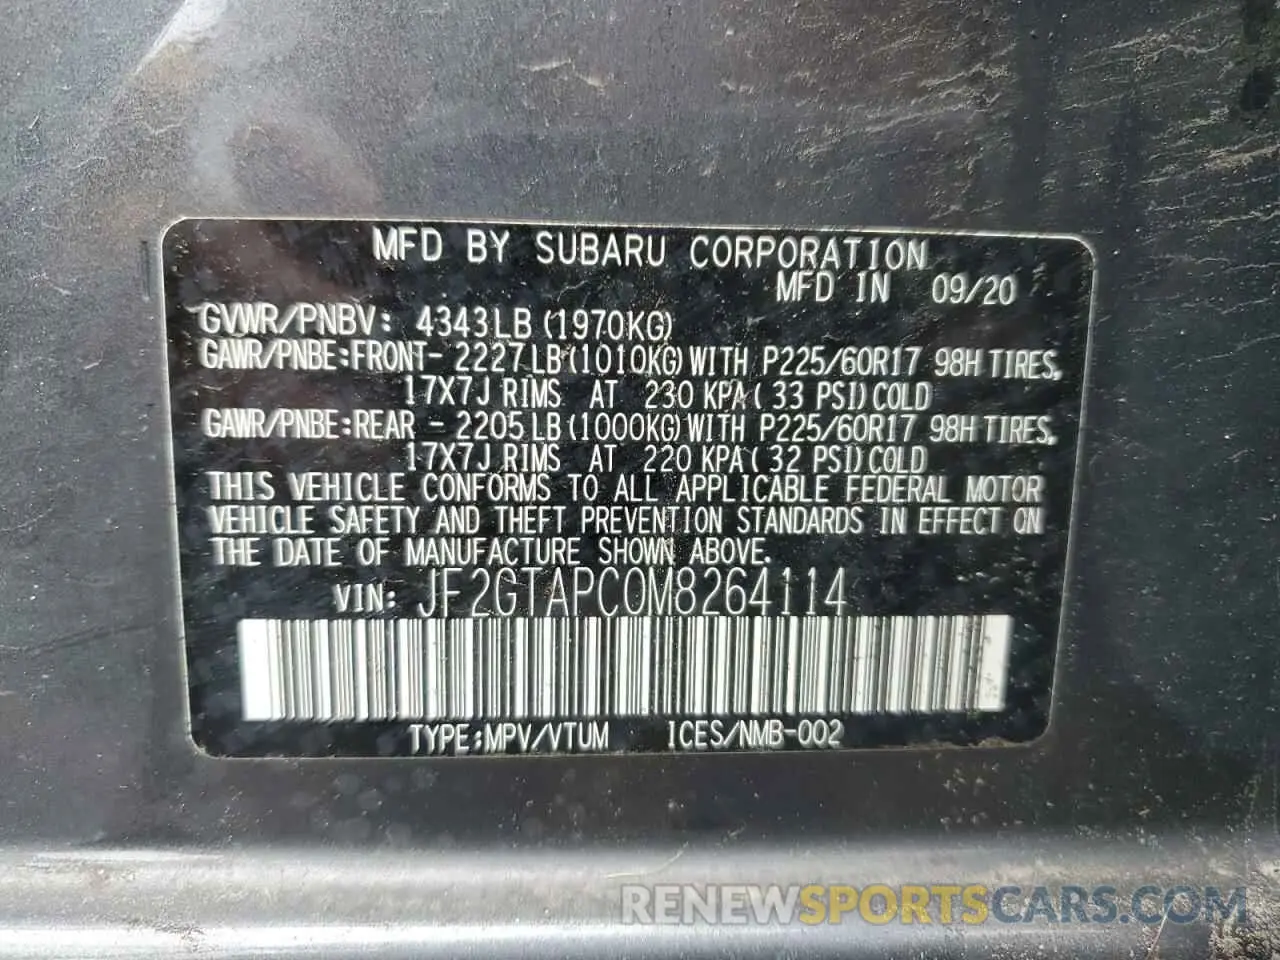 MFD BY SUBARU CORPORATION
MFD IN 09/20
GVWR/PNBV: 4343LB(1970KG)
GAWR/PNBE:FRONT- 2227LB(1010KG)WITH P225/60R17 98H TIRES,
17X7J RIMS AT 230 KPA(33 PSI)COLD
GAWR/PNBE:REAR - 2205LB(1000KG)WITH P225/60R17 98H TIRES,
17X7J RIMS AT 220 KPA(32 PSI)COLD
THIS VEHICLE CONFORMS TO ALL APPLICABLE FEDERAL MOTOR
VEHICLE SAFETY AND THEFT PREVENTION STANDARDS IN EFFECT ON
THE DATE OF MANUFACTURE SHOWN ABOVE.
VIN: JF2GTAPC0M8264114
TYPE:MPV/VTUM ICES/NMB-002
RENEWSPORTSCARS.COM